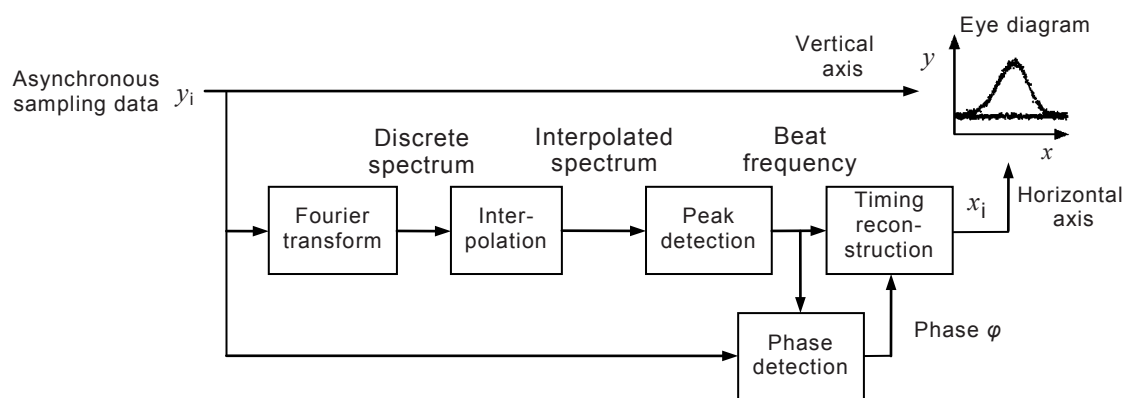 Eye diagram
Vertical
axis
y
Asynchronous
sampling data
yi
x
Discrete
spectrum
Interpolated
spectrum
Beat
frequency
Fourier
transform
Inter-
polation
Peak
detection
Timing
recon-
struction
xi
Horizontal
axis
Phase φ
Phase
detection